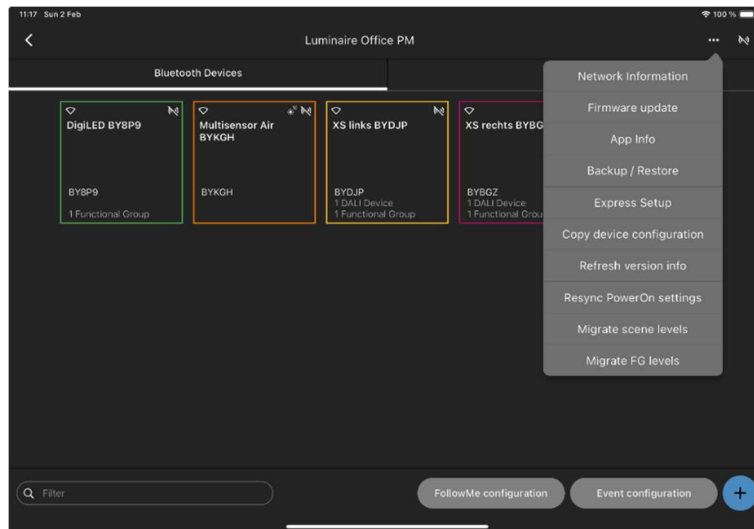 11:17 Sun 2 Feb
100 %
Luminaire Office PM
Bluetooth Devices
DigiLED BY8P9
BY8P9
1 Functional Group
Multisensor Air
BYKGH
BYKGH
XS links BYDJP
BYDJP
1 DALI Device
1 Functional Group
XS rechts BYBG
BYBGZ
1 DALI Device
1 Functional Grou
Network Information
Firmware update
App Info
Backup / Restore
Express Setup
Copy device configuration
Refresh version info
Resync PowerOn settings
Migrate scene levels
Migrate FG levels
Filter
FollowMe configuration
Event configuration